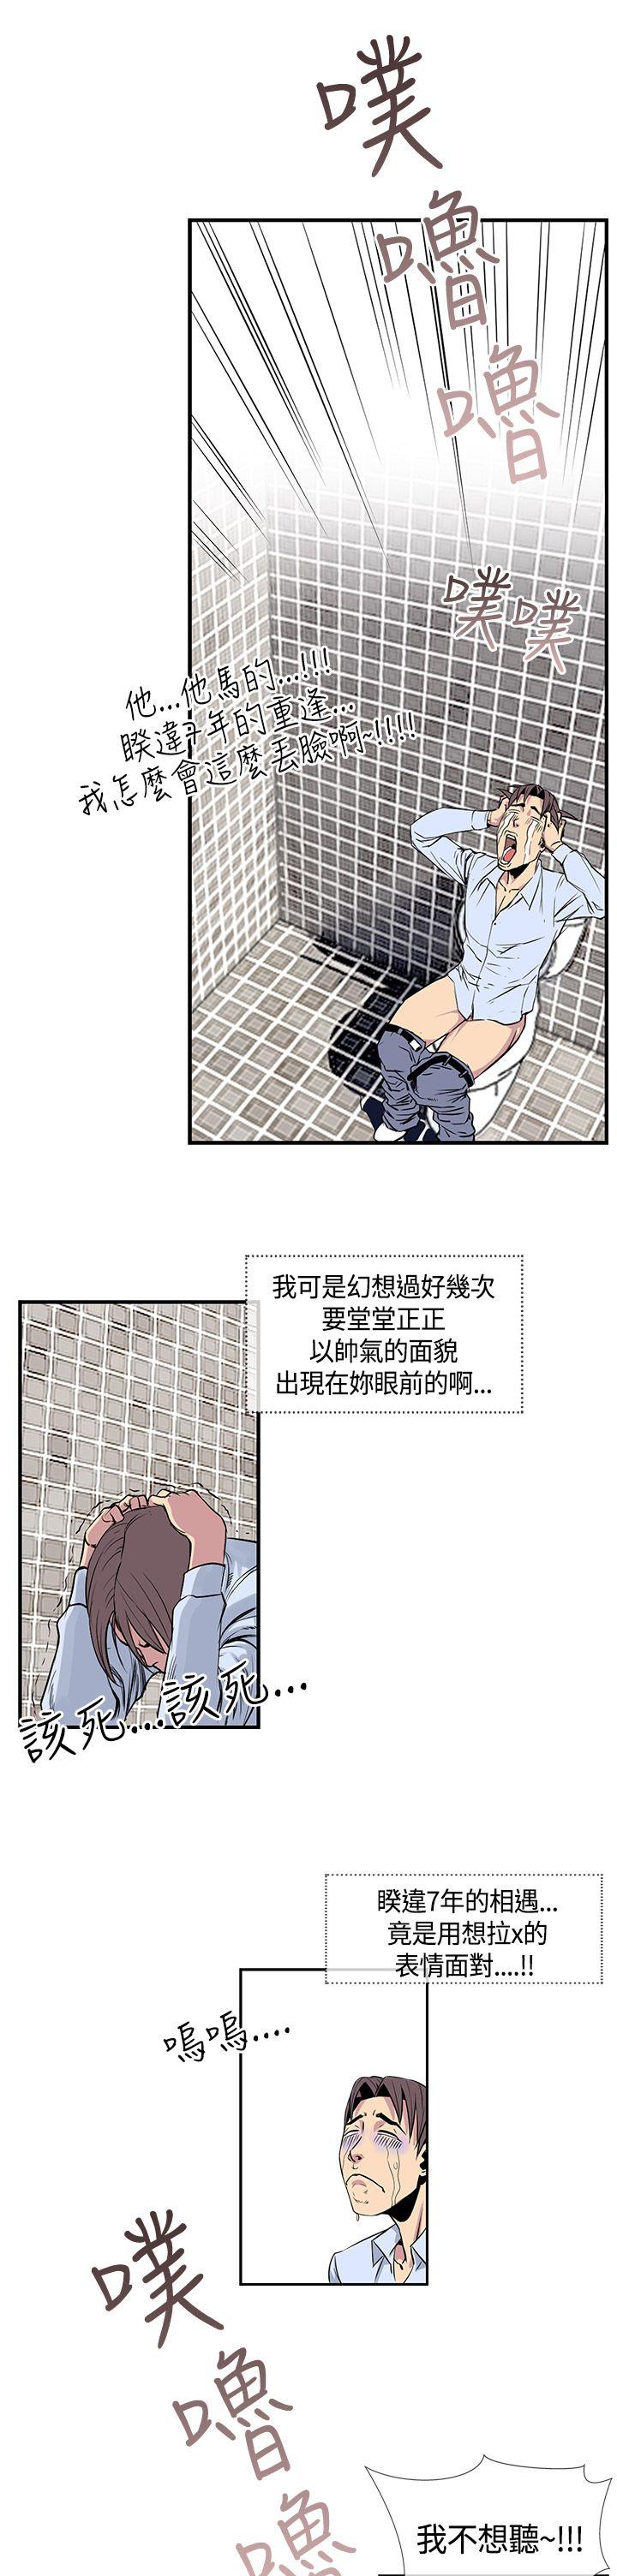 噗
嚕
嚕
噗
噗
他...他馬的...!!!
睽違7年的重逢...
我怎麼會這麼丟臉啊~!!!!
我可是幻想過好幾次
要堂堂正正
以帥氣的面貌
出現在妳眼前的啊...
該死....該死...
睽違7年的相遇...
竟是用想拉x的
表情面對....!!
嗚嗚....
噗
嚕
嚕
我不想聽~!!!